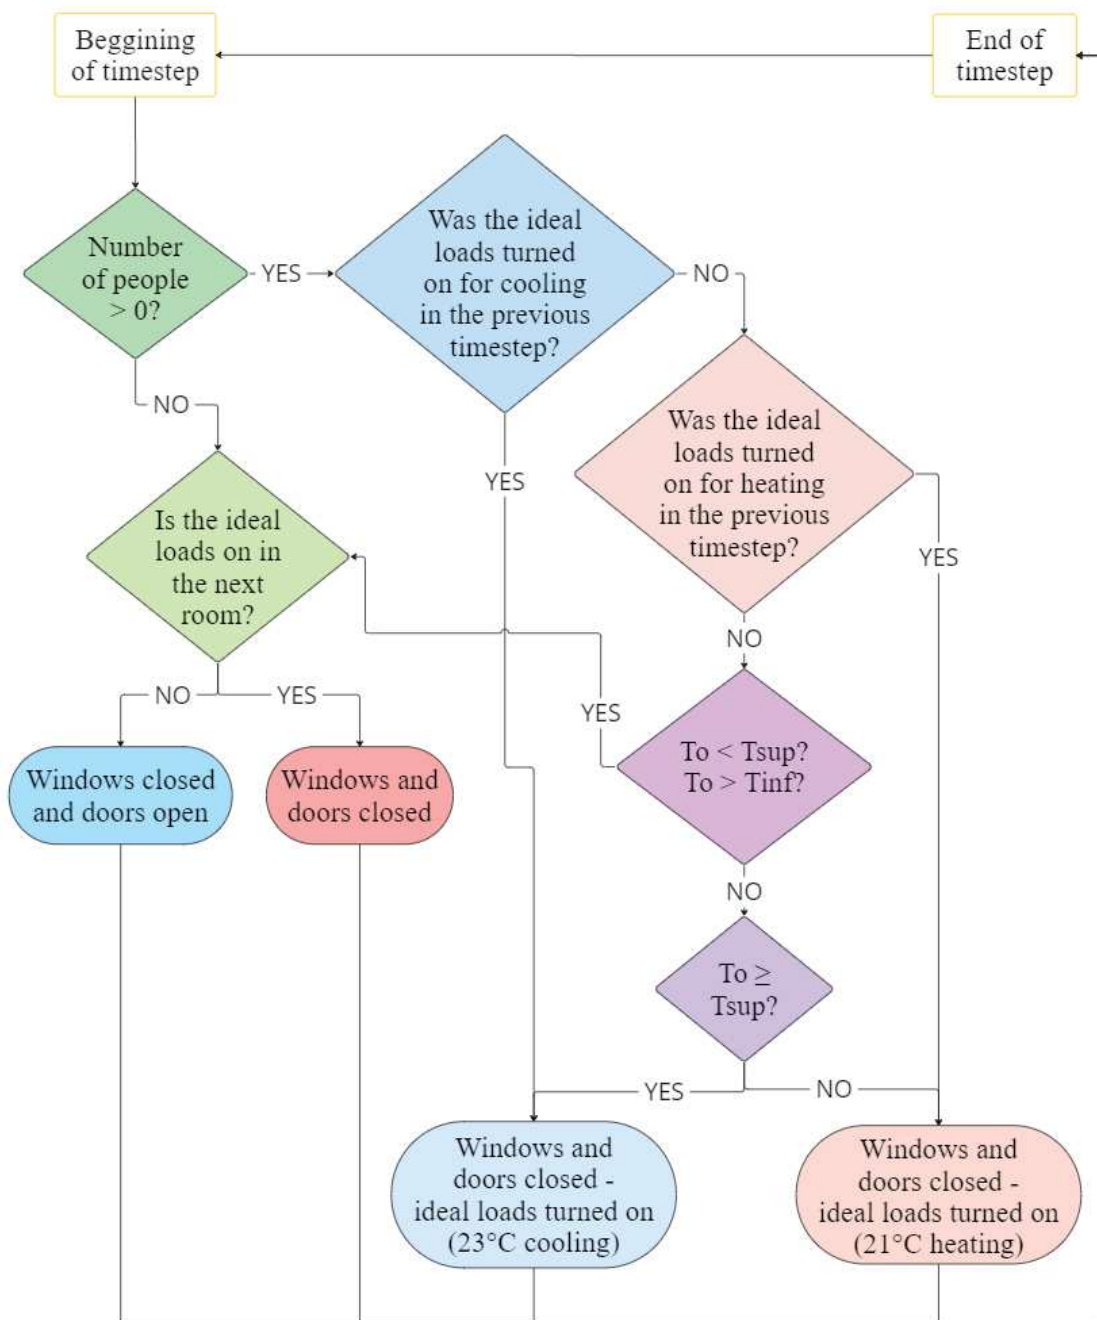 Beggining
of timestep
End of
timestep
Number
of people
> 0?
YES
Was the ideal
loads turned
on for cooling
in the previous
timestep?
NO
NO
Was the ideal
loads turned
on for heating
in the previous
timestep?
YES
YES
Is the ideal
loads on in
the next
room?
NO
NO
YES
YES
To < Tsup?
To > Tinf?
Windows closed
and doors open
Windows and
doors closed
NO
To ≥
Tsup?
YES
NO
Windows and
doors closed -
ideal loads turned on
(23°C cooling)
Windows and
doors closed -
ideal loads turned on
(21°C heating)